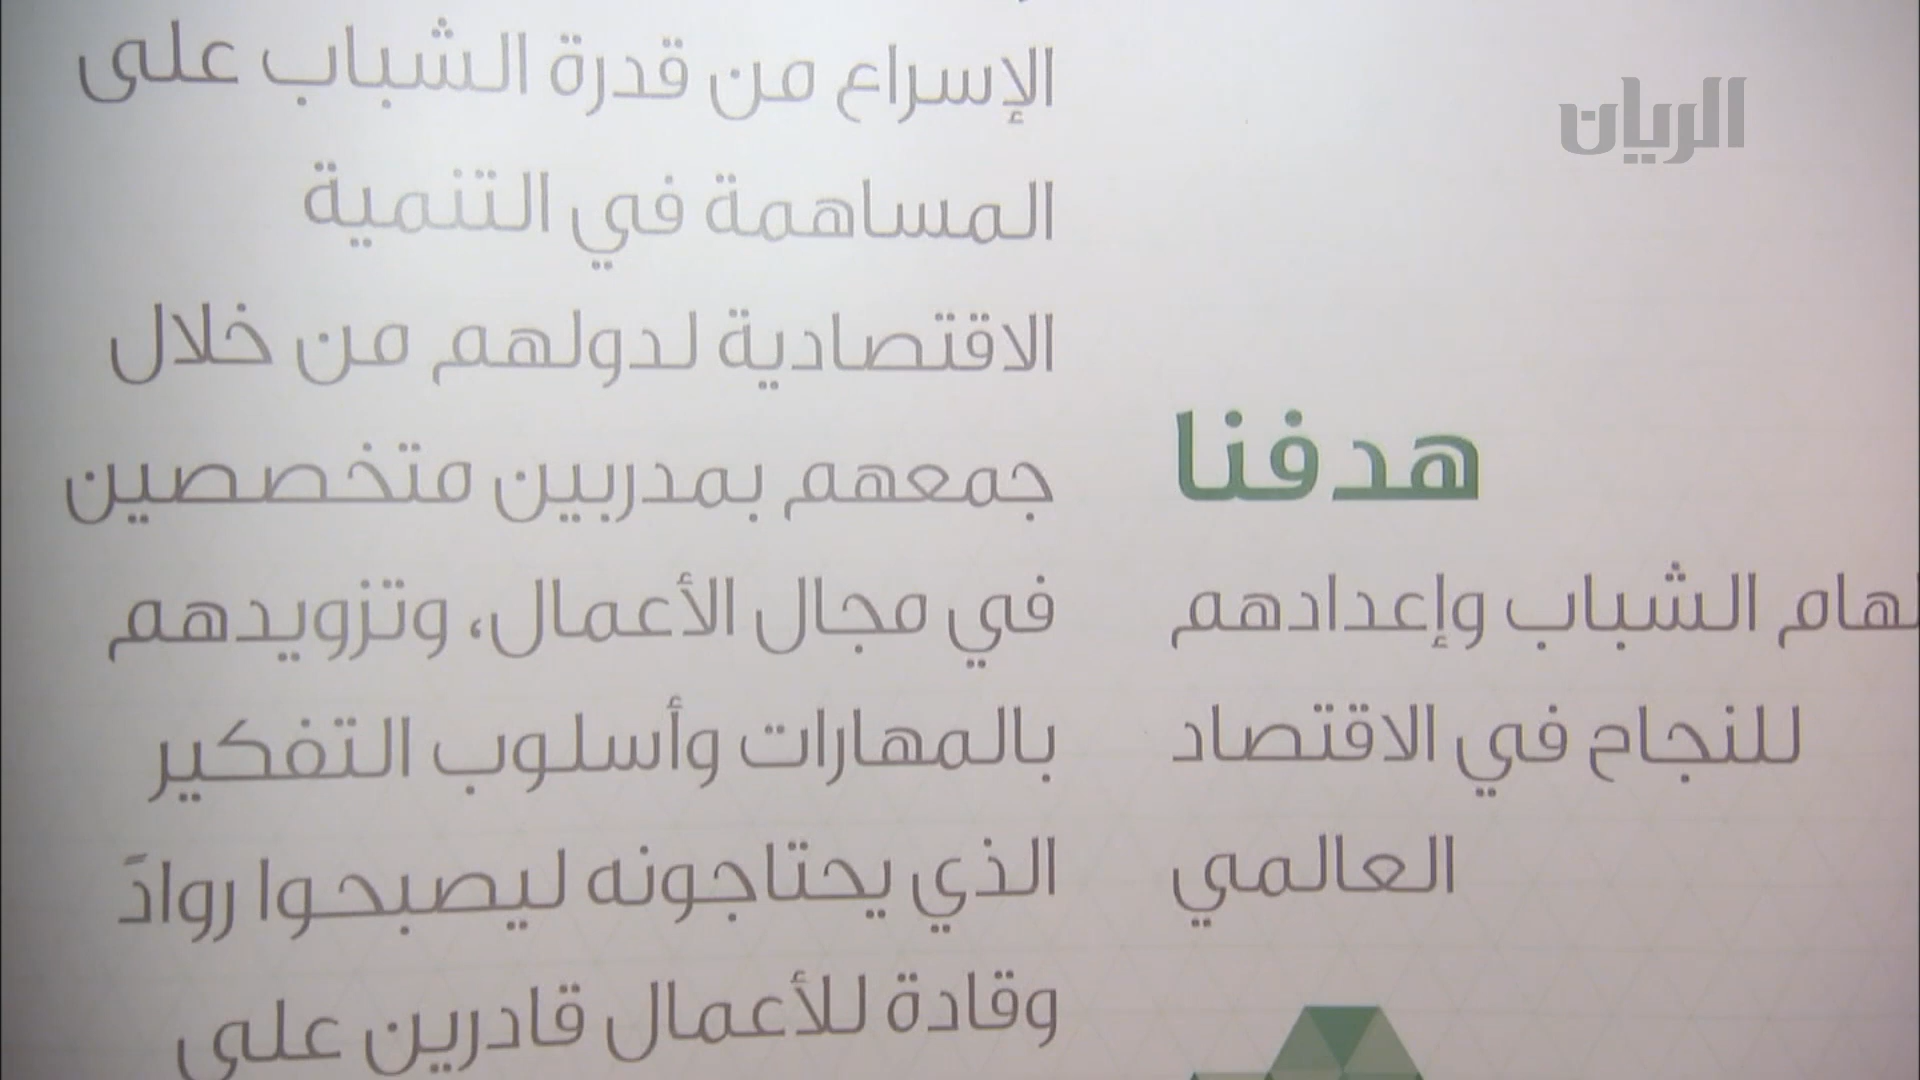 الريان
هدفنا
الشباب وإعدادهم
للنجاح في الاقتصاد
العالمي
الإسراع من قدرة الشباب على
المساهمة في التنمية
الاقتصادية لدولهم من خلال
جمعهم بمدربين متخصصين
في مجال الأعمال، وتزويدهم
بالمهارات وأسلوب التفكير
الذي يحتاجونه ليصبحوا روادً
وقادة للأعمال قادرين على